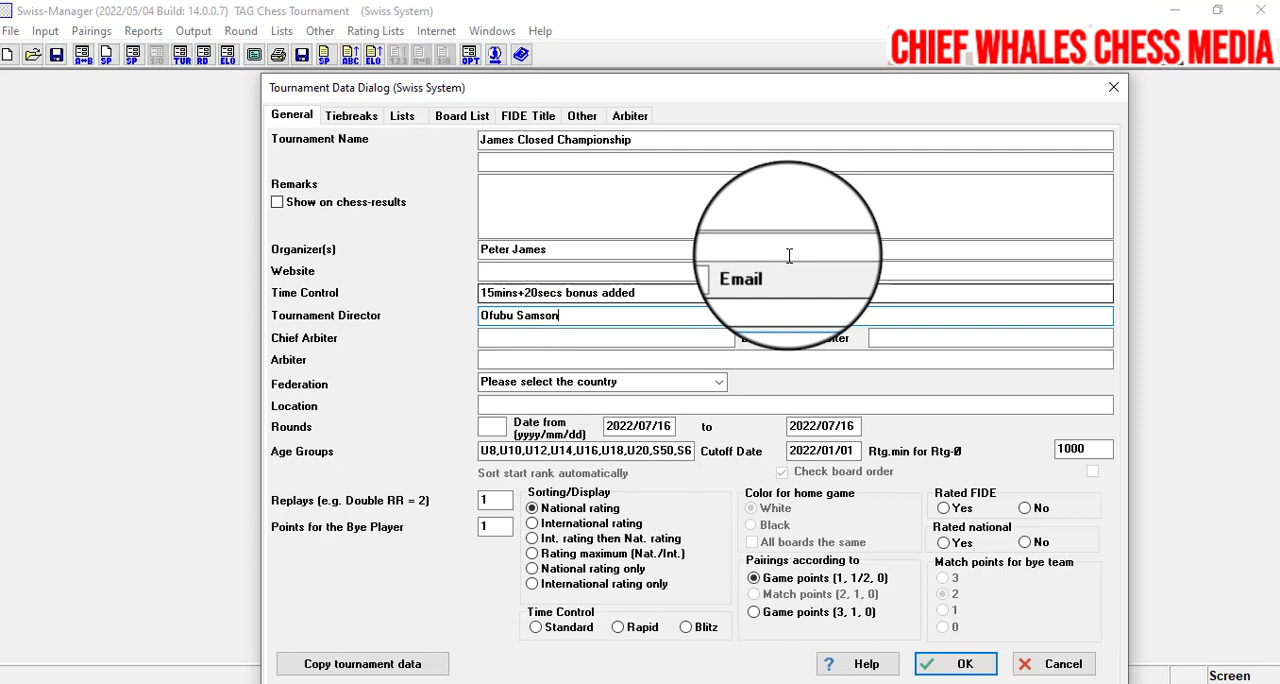 Swiss-Manager (2022/05/04 Build: 14.0.0.7) TAG Chess Tournament (Swiss System)
File Input Pairings Reports Output Round Lists Other Rating Lists Internet Windows Help
CHIEF WHALES CHESS MEDIA
Tournament Data Dialog (Swiss System)
General Tiebreaks Lists Board List FIDE Title Other Arbiter
Tournament Name James Closed Championship
Remarks
Show on chess-results
Organizer(s) Peter James
Website
Email
Time Control 15mins+20secs bonus added
Tournament Director Ofubu Samson
Chief Arbiter
Arbiter
Federation Please select the country
Location
Rounds Date from (yyyy/mm/dd) 2022/07/16 to 2022/07/16
Age Groups U8,U10,U12,U14,U16,U18,U20,S50,S6 Cutoff Date 2022/01/01 Rtg.min for Rtg-Ø 1000
Sort start rank automatically Check board order
Replays (e.g. Double RR = 2) 1
Points for the Bye Player 1
Sorting/Display
National rating
International rating
Int. rating then Nat. rating
Rating maximum (Nat./Int.)
National rating only
International rating only
Time Control
Standard Rapid Blitz
Color for home game
White
Black
All boards the same
Pairings according to
Game points (1, 1/2, 0)
Match points (2, 1, 0)
Game points (3, 1, 0)
Rated FIDE
Yes No
Rated national
Yes No
Match points for bye team
3
2
1
0
Copy tournament data ? Help OK Cancel
Screen